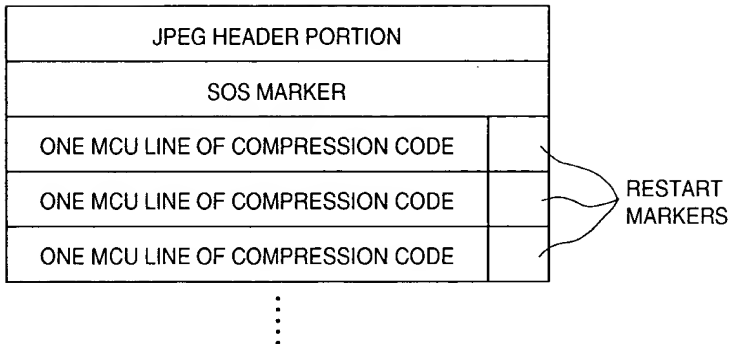 JPEG HEADER PORTION
SOS MARKER
ONE MCU LINE OF COMPRESSION CODE
ONE MCU LINE OF COMPRESSION CODE
ONE MCU LINE OF COMPRESSION CODE
RESTART
MARKERS